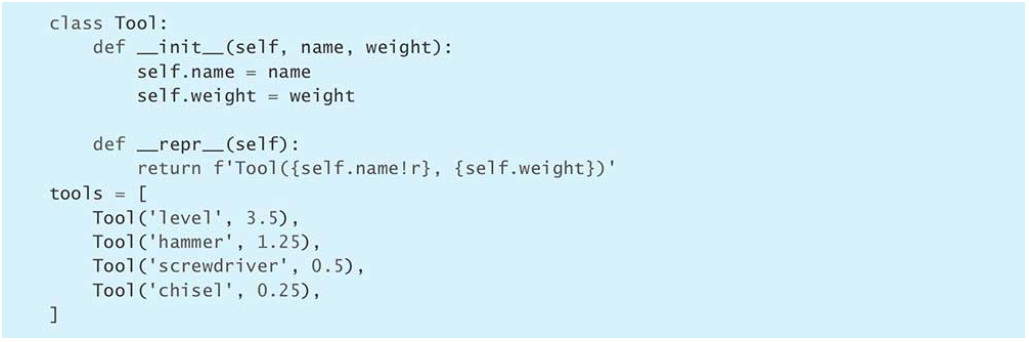 class Tool:
    def __init__(self, name, weight):
        self.name = name
        self.weight = weight

    def __repr__(self):
        return f'Tool({self.name!r}, {self.weight})'
tools = [
    Tool('level', 3.5),
    Tool('hammer', 1.25),
    Tool('screwdriver', 0.5),
    Tool('chisel', 0.25),
]